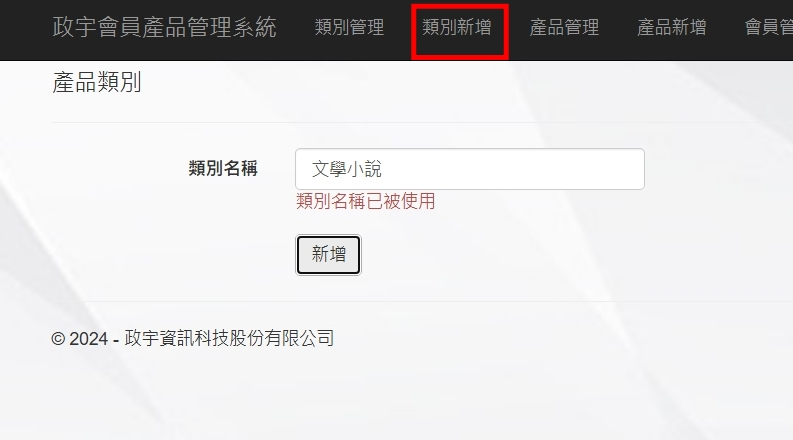 政宇會員產品管理系統 類別管理 類別新增 產品管理 產品新增 會員管
產品類別
類別名稱 文學小說
類別名稱已被使用
新增
© 2024 - 政宇資訊科技股份有限公司